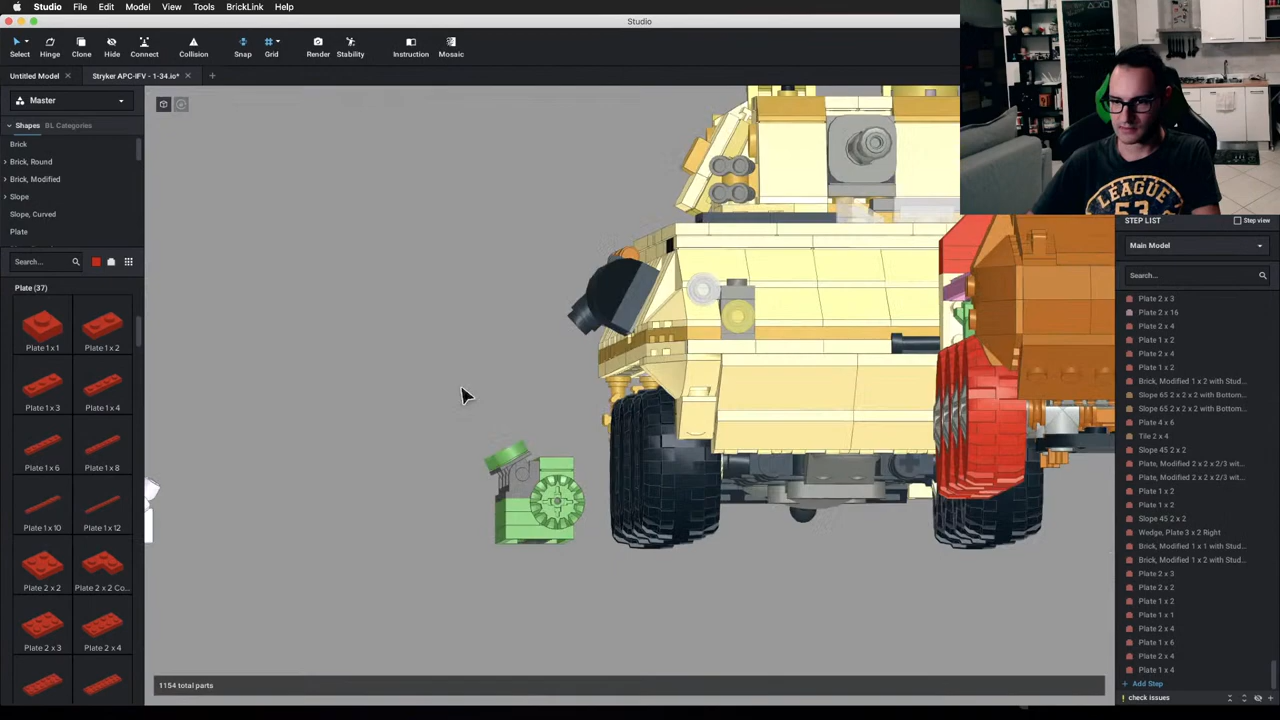 Studio File Edit Model View Tools BrickLink Help
Studio
Select Hinge Clone Hide Connect Collision Snap Grid Render Stability Instruction Mosaic
Untitled Model Stryker APC-IFV - 1-34.io*
Master
Shapes BL Categories
Brick
Brick, Round
Brick, Modified
Slope
Slope, Curved
Plate
Search...
Plate (37)
Plate 1 x 1 Plate 1 x 2
Plate 1 x 3 Plate 1 x 4
Plate 1 x 6 Plate 1 x 8
Plate 1 x 10 Plate 1 x 12
Plate 2 x 2 Plate 2 x 2 Co...
Plate 2 x 3 Plate 2 x 4
1154 total parts
LEAGUE
53
STEP LIST Step view
Main Model
Search...
Plate 2 x 3
Plate 2 x 16
Plate 2 x 4
Plate 1 x 2
Plate 2 x 4
Plate 1 x 2
Brick, Modified 1 x 2 with Stud...
Slope 65 2 x 2 x 2 with Bottom...
Slope 65 2 x 2 x 2 with Bottom...
Plate 4 x 6
Tile 2 x 4
Slope 45 2 x 2
Plate, Modified 2 x 2 x 2/3 wit...
Plate, Modified 2 x 2 x 2/3 wit...
Plate 1 x 2
Plate 1 x 2
Slope 45 2 x 2
Wedge, Plate 3 x 2 Right
Brick, Modified 1 x 1 with Stud...
Brick, Modified 1 x 2 with Stud...
Plate 2 x 3
Plate 2 x 2
Plate 1 x 2
Plate 1 x 1
Plate 2 x 4
Plate 1 x 6
Plate 2 x 4
Plate 1 x 4
+ Add Step
! check issues